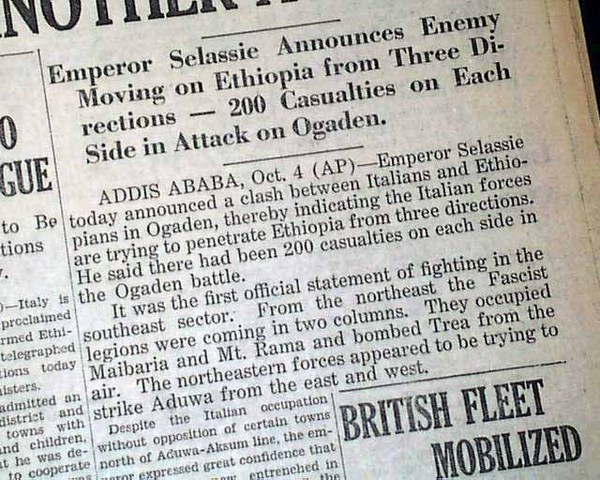 Emperor Selassie Announces Enemy
Moving on Ethiopia from Three Di-
rections — 200 Casualties on Each
Side in Attack on Ogaden.
ADDIS ABABA, Oct. 4 (AP)—Emperor Selassie
today announced a clash between Italians and Ethio-
pians in Ogaden, thereby indicating the Italian forces
are trying to penetrate Ethiopia from three directions.
He said there had been 200 casualties on each side in
the Ogaden battle.
It was the first official statement of fighting in the
southeast sector. From the northeast the Fascist
legions were coming in two columns. They occupied
Maibaria and Mt. Rama and bombed Trea from the
air. The northeastern forces appeared to be trying to
strike Aduwa from the east and west.
Despite the Italian occupation
without opposition of certain towns
north of Aduwa-Aksum line, the em-
peror expressed great confidence that
entrenched in
the
BRITISH FLEET
MOBILIZED
O
GUE
to Be
tions
—Italy is
proclaimed
rmed Ethi-
telegraphed
tions today
isters.
admitted an
district and
towns with
and children.
at he was de-
to cooperate